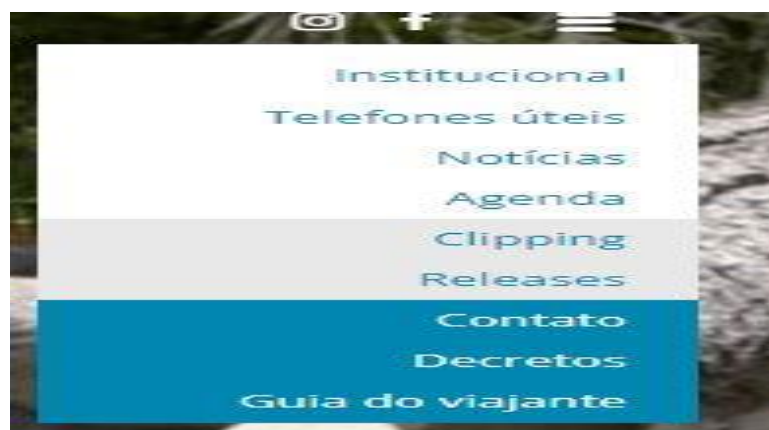 Institucional
Telefones úteis
Notícias
Agenda
Clipping
Releases
Contato
Decretos
Guia do viajante